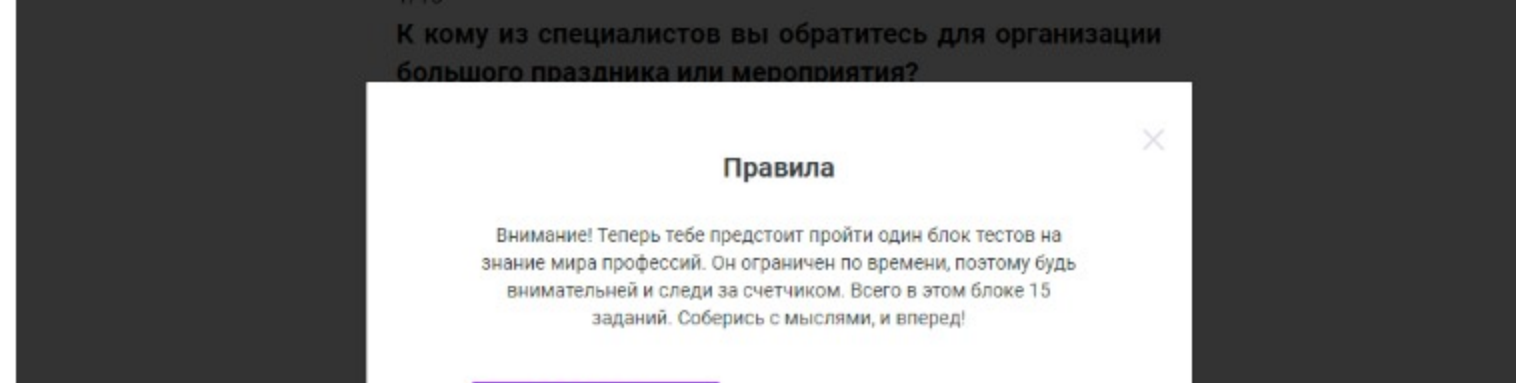 К кому из специалистов вы обратитесь для организации
большого праздника или мероприятия?
Правила
Внимание! Теперь тебе предстоит пройти один блок тестов на
знание мира профессий. Он ограничен по времени, поэтому будь
внимательней и следи за счетчиком. Всего в этом блоке 15
заданий. Соберись с мыслями, и вперед!